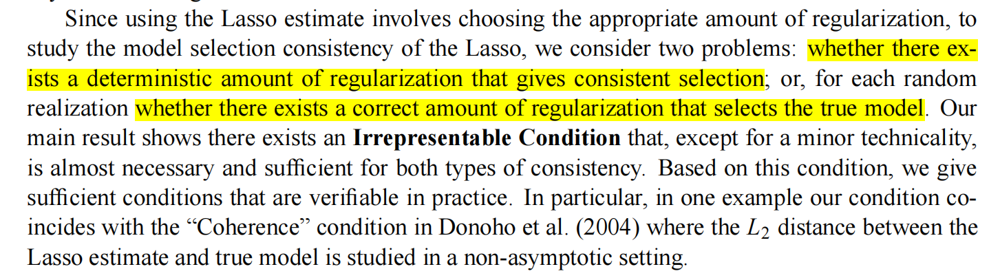 Since using the Lasso estimate involves choosing the appropriate amount of regularization, to
study the model selection consistency of the Lasso, we consider two problems: whether there ex-
ists a deterministic amount of regularization that gives consistent selection; or, for each random
realization whether there exists a correct amount of regularization that selects the true model. Our
main result shows there exists an Irrepresentable Condition that, except for a minor technicality,
is almost necessary and sufficient for both types of consistency. Based on this condition, we give
sufficient conditions that are verifiable in practice. In particular, in one example our condition co-
incides with the “Coherence” condition in Donoho et al. (2004) where the L2 distance between the
Lasso estimate and true model is studied in a non-asymptotic setting.